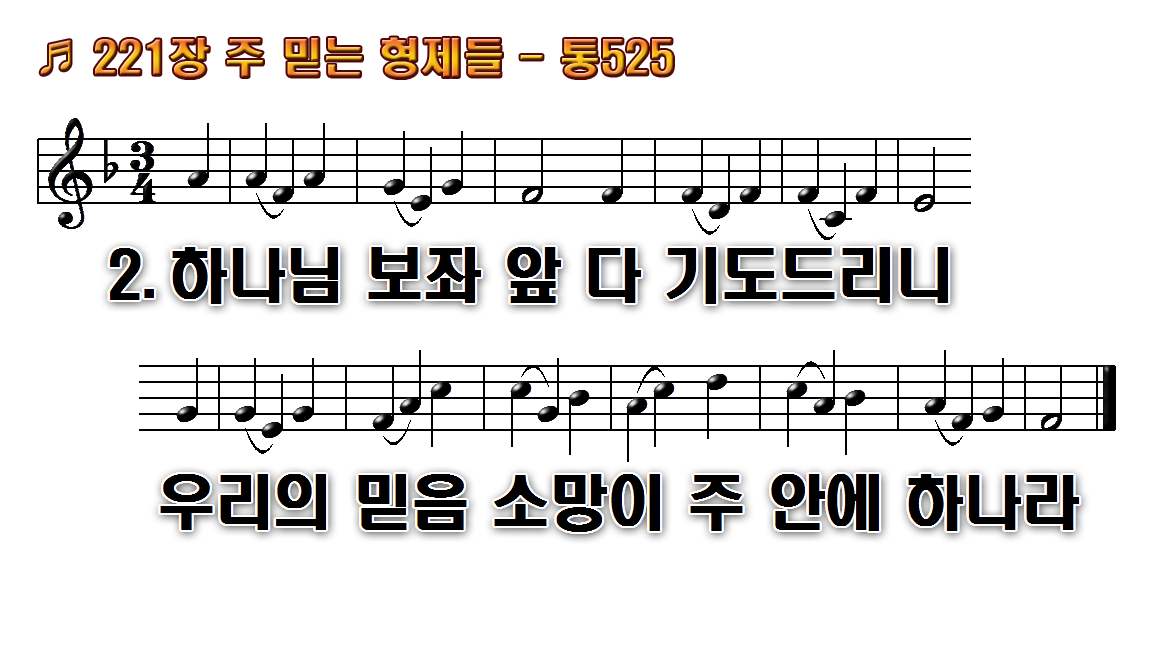 ♬ 221장 주 믿는 형제들 - 통525
3
4
2. 하나님 보좌 앞 다 기도드리니
우리의 믿음 소망이 주 안에 하나라